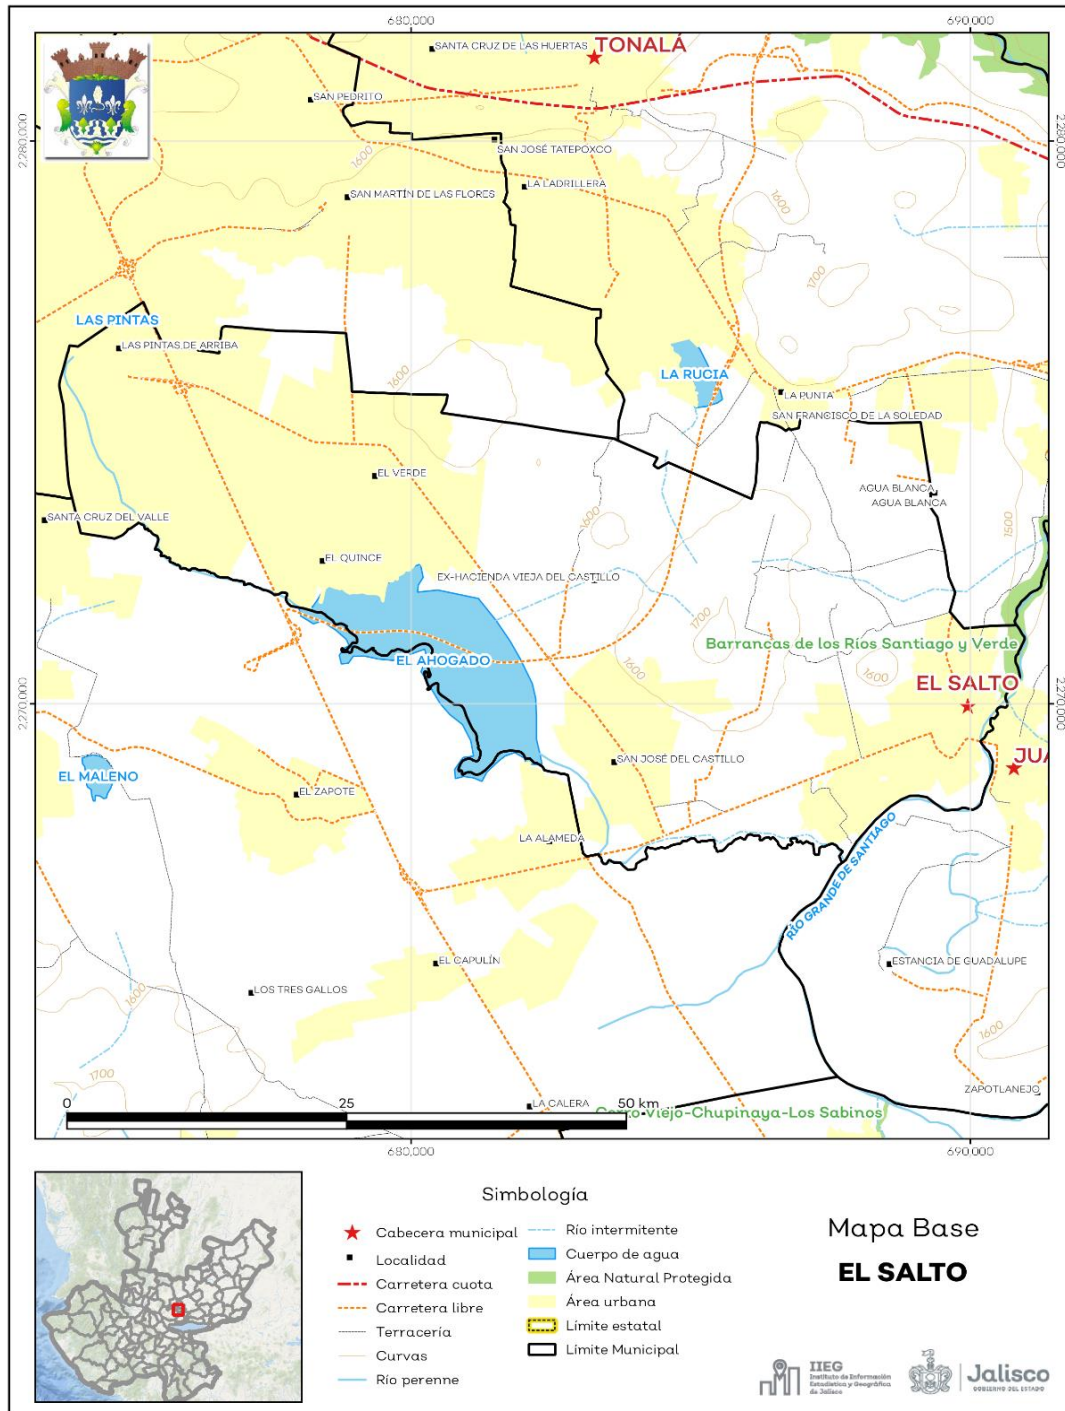 680,000
690,000
SANTA CRUZ DE LAS HUERTAS
TONALÁ
SAN PEDRITO
2,280,000
2,280,000
1600
SAN JOSÉ TATEPOXCO
LA LADRILLERA
SAN MARTÍN DE LAS FLORES
1600
1700
LAS PINTAS
LAS PINTAS DE ARRIBA
1600
LA RUCIA
LA PUNTA
SAN FRANCISCO DE LA SOLEDAD
EL VERDE
AGUA BLANCA
AGUA BLANCA
SANTA CRUZ DEL VALLE
1600
1500
EL QUINCE
EX-HACIENDA VIEJA DEL CASTILLO
1700
Barrancas de los Ríos Santiago y Verde
EL AHOGADO
1600
1600
EL SALTO
2,270,000
2,270,000
JUA
SAN JOSÉ DEL CASTILLO
EL MALENO
EL ZAPOTE
LA ALAMEDA
RÍO GRANDE DE SANTIAGO
EL CAPULÍN
ESTANCIA DE GUADALUPE
LOS TRES GALLOS
1600
1600
1700
ZAPOTLANEJO
0
25
50 km
LA CALERA
Cerro Viejo-Chupinaya-Los Sabinos
680,000
690,000
Simbología
Cabecera municipal
Localidad
Carretera cuota
Carretera libre
Terracería
Curvas
Río perenne
Río intermitente
Cuerpo de agua
Área Natural Protegida
Área urbana
Límite estatal
Límite Municipal
Mapa Base
EL SALTO
IIEG
Instituto de Información
Estadística y Geográfica
de Jalisco
Jalisco
GOBIERNO DEL ESTADO